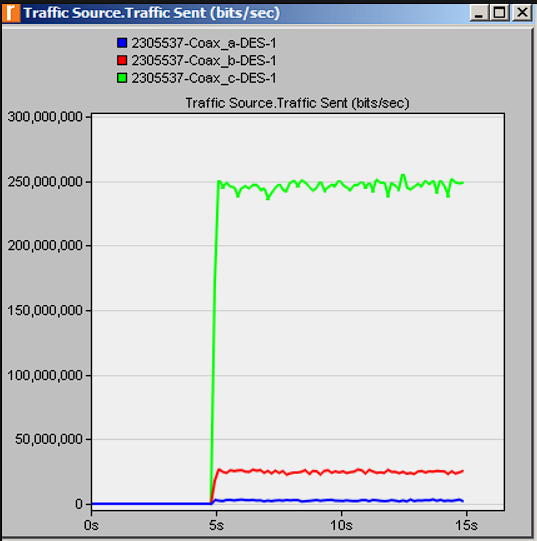 r Traffic Source.Traffic Sent (bits/sec)
2305537-Coax_a-DES-1
2305537-Coax_b-DES-1
2305537-Coax_c-DES-1
Traffic Source.Traffic Sent (bits/sec)
300,000,000
250,000,000
200,000,000
150,000,000
100,000,000
50,000,000
0
0s 5s 10s 15s